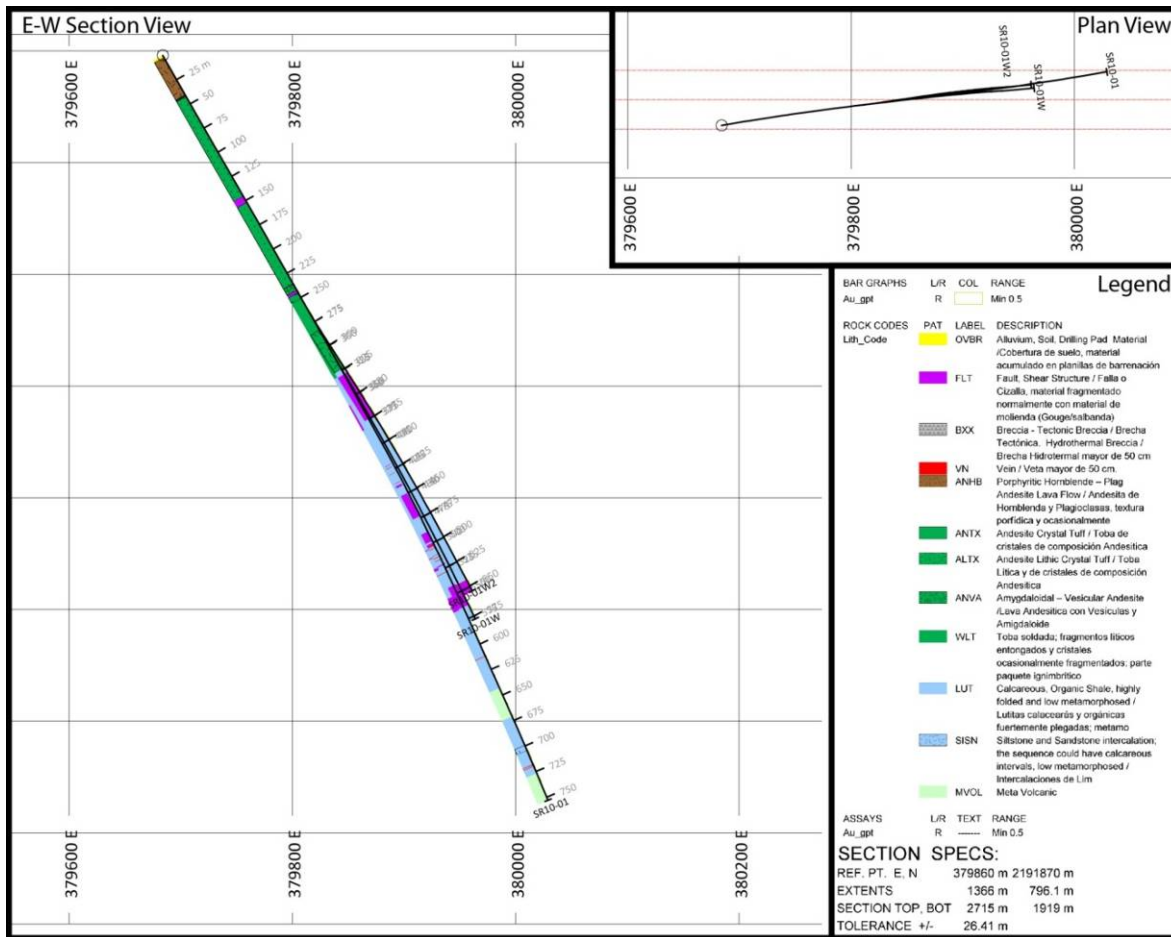 E-W Section View
379600 E
379800 E
380000 E
25 m
50
75
100
125
150
175
200
225
250
275
SR10-01W2
SR10-01W
600
625
650
675
700
725
750
SR10-01
379600 E
379800 E
380000 E
380200 E
Plan View
SR10-01W2
SR10-01W
SR10-01
379600 E
379800 E
380000 E
Legend
BAR GRAPHS L/R COL RANGE
Au_gpt R Min 0.5
ROCK CODES PAT LABEL DESCRIPTION
Lith_Code OVBR Alluvium, Soil, Drilling Pad Material
/Cobertura de suelo, material
acumulado en planillas de barrenación
FLT Fault, Shear Structure / Falla o
Cizalla, material fragmentado
normalmente con material de
molienda (Gouge/salbanda)
BXX Breccia - Tectonic Breccia / Brecha
Tectónica. Hydrothermal Breccia /
Brecha Hidrotermal mayor de 50 cm
VN Vein / Veta mayor de 50 cm.
ANHB Porphyritic Hornblende – Plag
Andesite Lava Flow / Andesita de
Hornblenda y Plagioclasas, textura
porfídica y ocasionalmente
ANTX Andesite Crystal Tuff / Toba de
cristales de composición Andesitica
ALTX Andesite Lithic Crystal Tuff / Toba
Lítica y de cristales de composición
Andesítica
ANVA Amygdaloidal – Vesicular Andesite
/Lava Andesítica con Vesículas y
Amigdaloide
WLT Toba soldada; fragmentos líticos
entongados y cristales
ocasionalmente fragmentados; parte
paquete ignimbrítico
LUT Calcareous, Organic Shale, highly
folded and low metamorphosed /
Lutitas calacearás y orgánicas
fuertemente plegadas; metamo
SISN Siltstone and Sandstone intercalation;
the sequence could have calcareous
intervals, low metamorphosed /
Intercalaciones de Lim
MVOL Meta Volcanic
ASSAYS L/R TEXT RANGE
Au_gpt R ------- Min 0.5
SECTION SPECS:
REF. PT. E, N 379860 m 2191870 m
EXTENTS 1366 m 796.1 m
SECTION TOP, BOT 2715 m 1919 m
TOLERANCE +/- 26.41 m